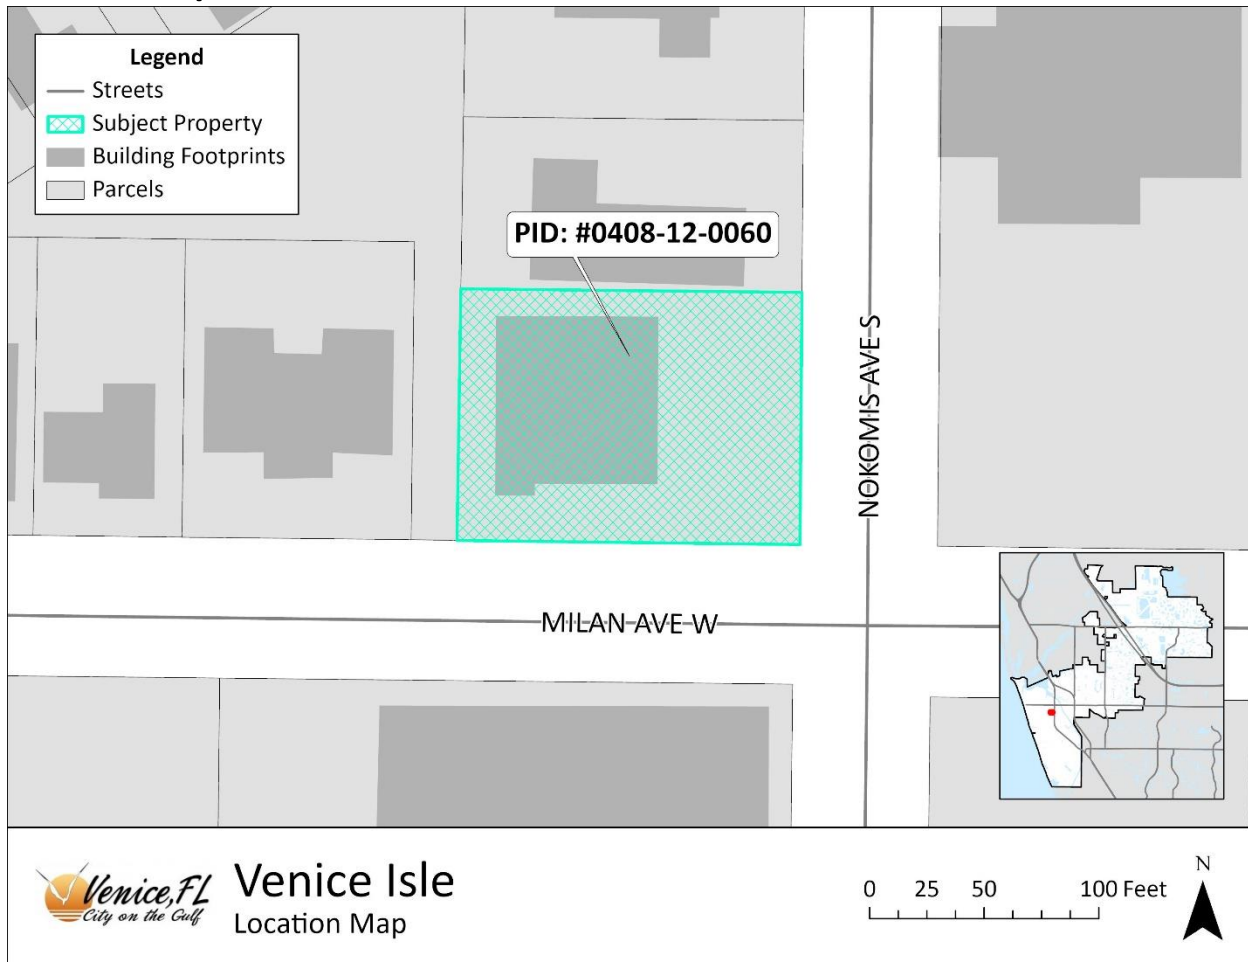 Legend
Streets
Subject Property
Building Footprints
Parcels
PID: #0408-12-0060
NOKOMIS AVE S
MILAN AVE W
Venice, FL
City on the Gulf
Venice Isle
Location Map
0 25 50 100 Feet
N